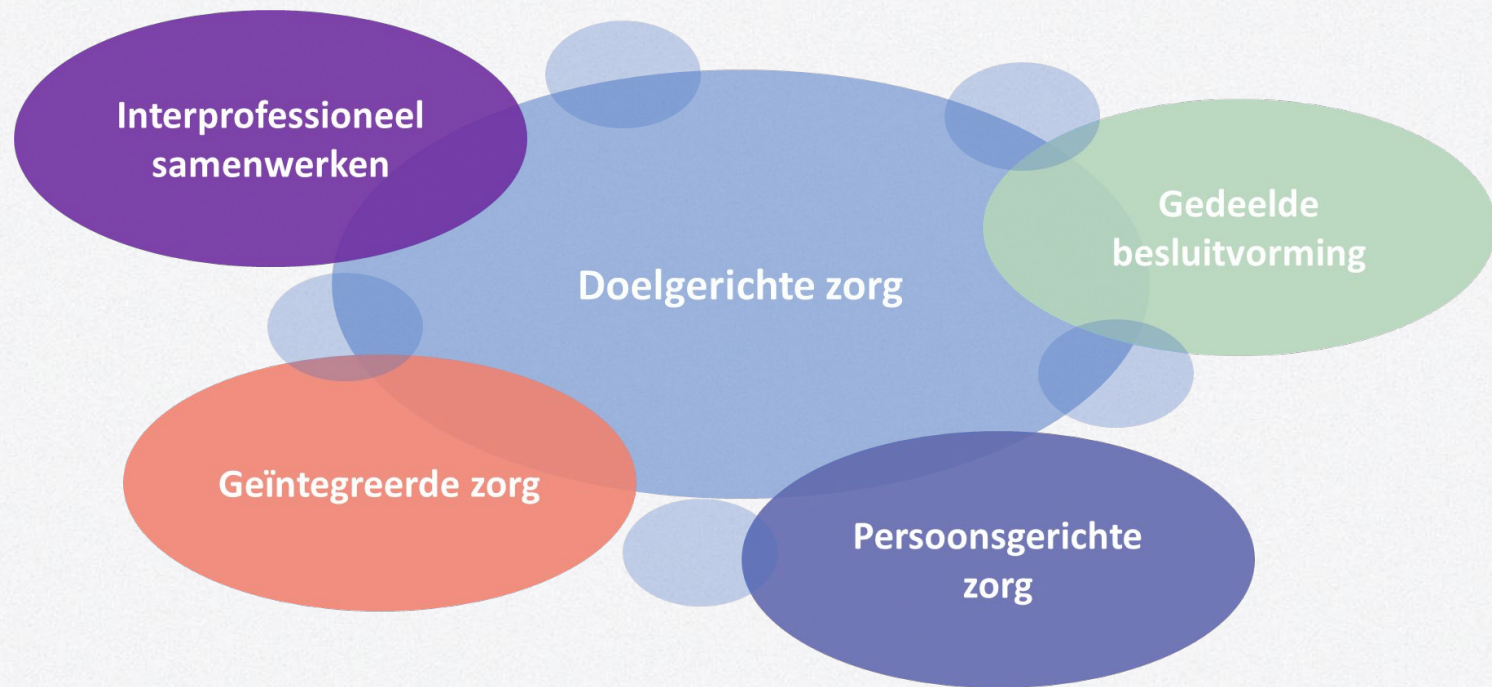 Interprofessioneel
samenwerken
Gedeelde
besluitvorming
Doelgerichte zorg
Geïntegreerde zorg
Persoonsgerichte
zorg